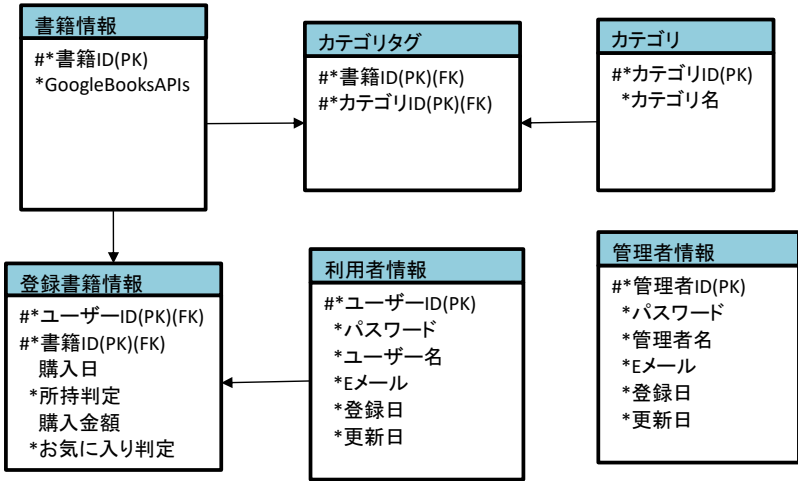 書籍情報
#*書籍ID(PK)
*GoogleBooksAPIs
カテゴリタグ
#*書籍ID(PK)(FK)
#*カテゴリID(PK)(FK)
カテゴリ
#*カテゴリID(PK)
*カテゴリ名
登録書籍情報
#*ユーザーID(PK)(FK)
#*書籍ID(PK)(FK)
購入日
*所持判定
購入金額
*お気に入り判定
利用者情報
#*ユーザーID(PK)
*パスワード
*ユーザー名
*Eメール
*登録日
*更新日
管理者情報
#*管理者ID(PK)
*パスワード
*管理者名
*Eメール
*登録日
*更新日